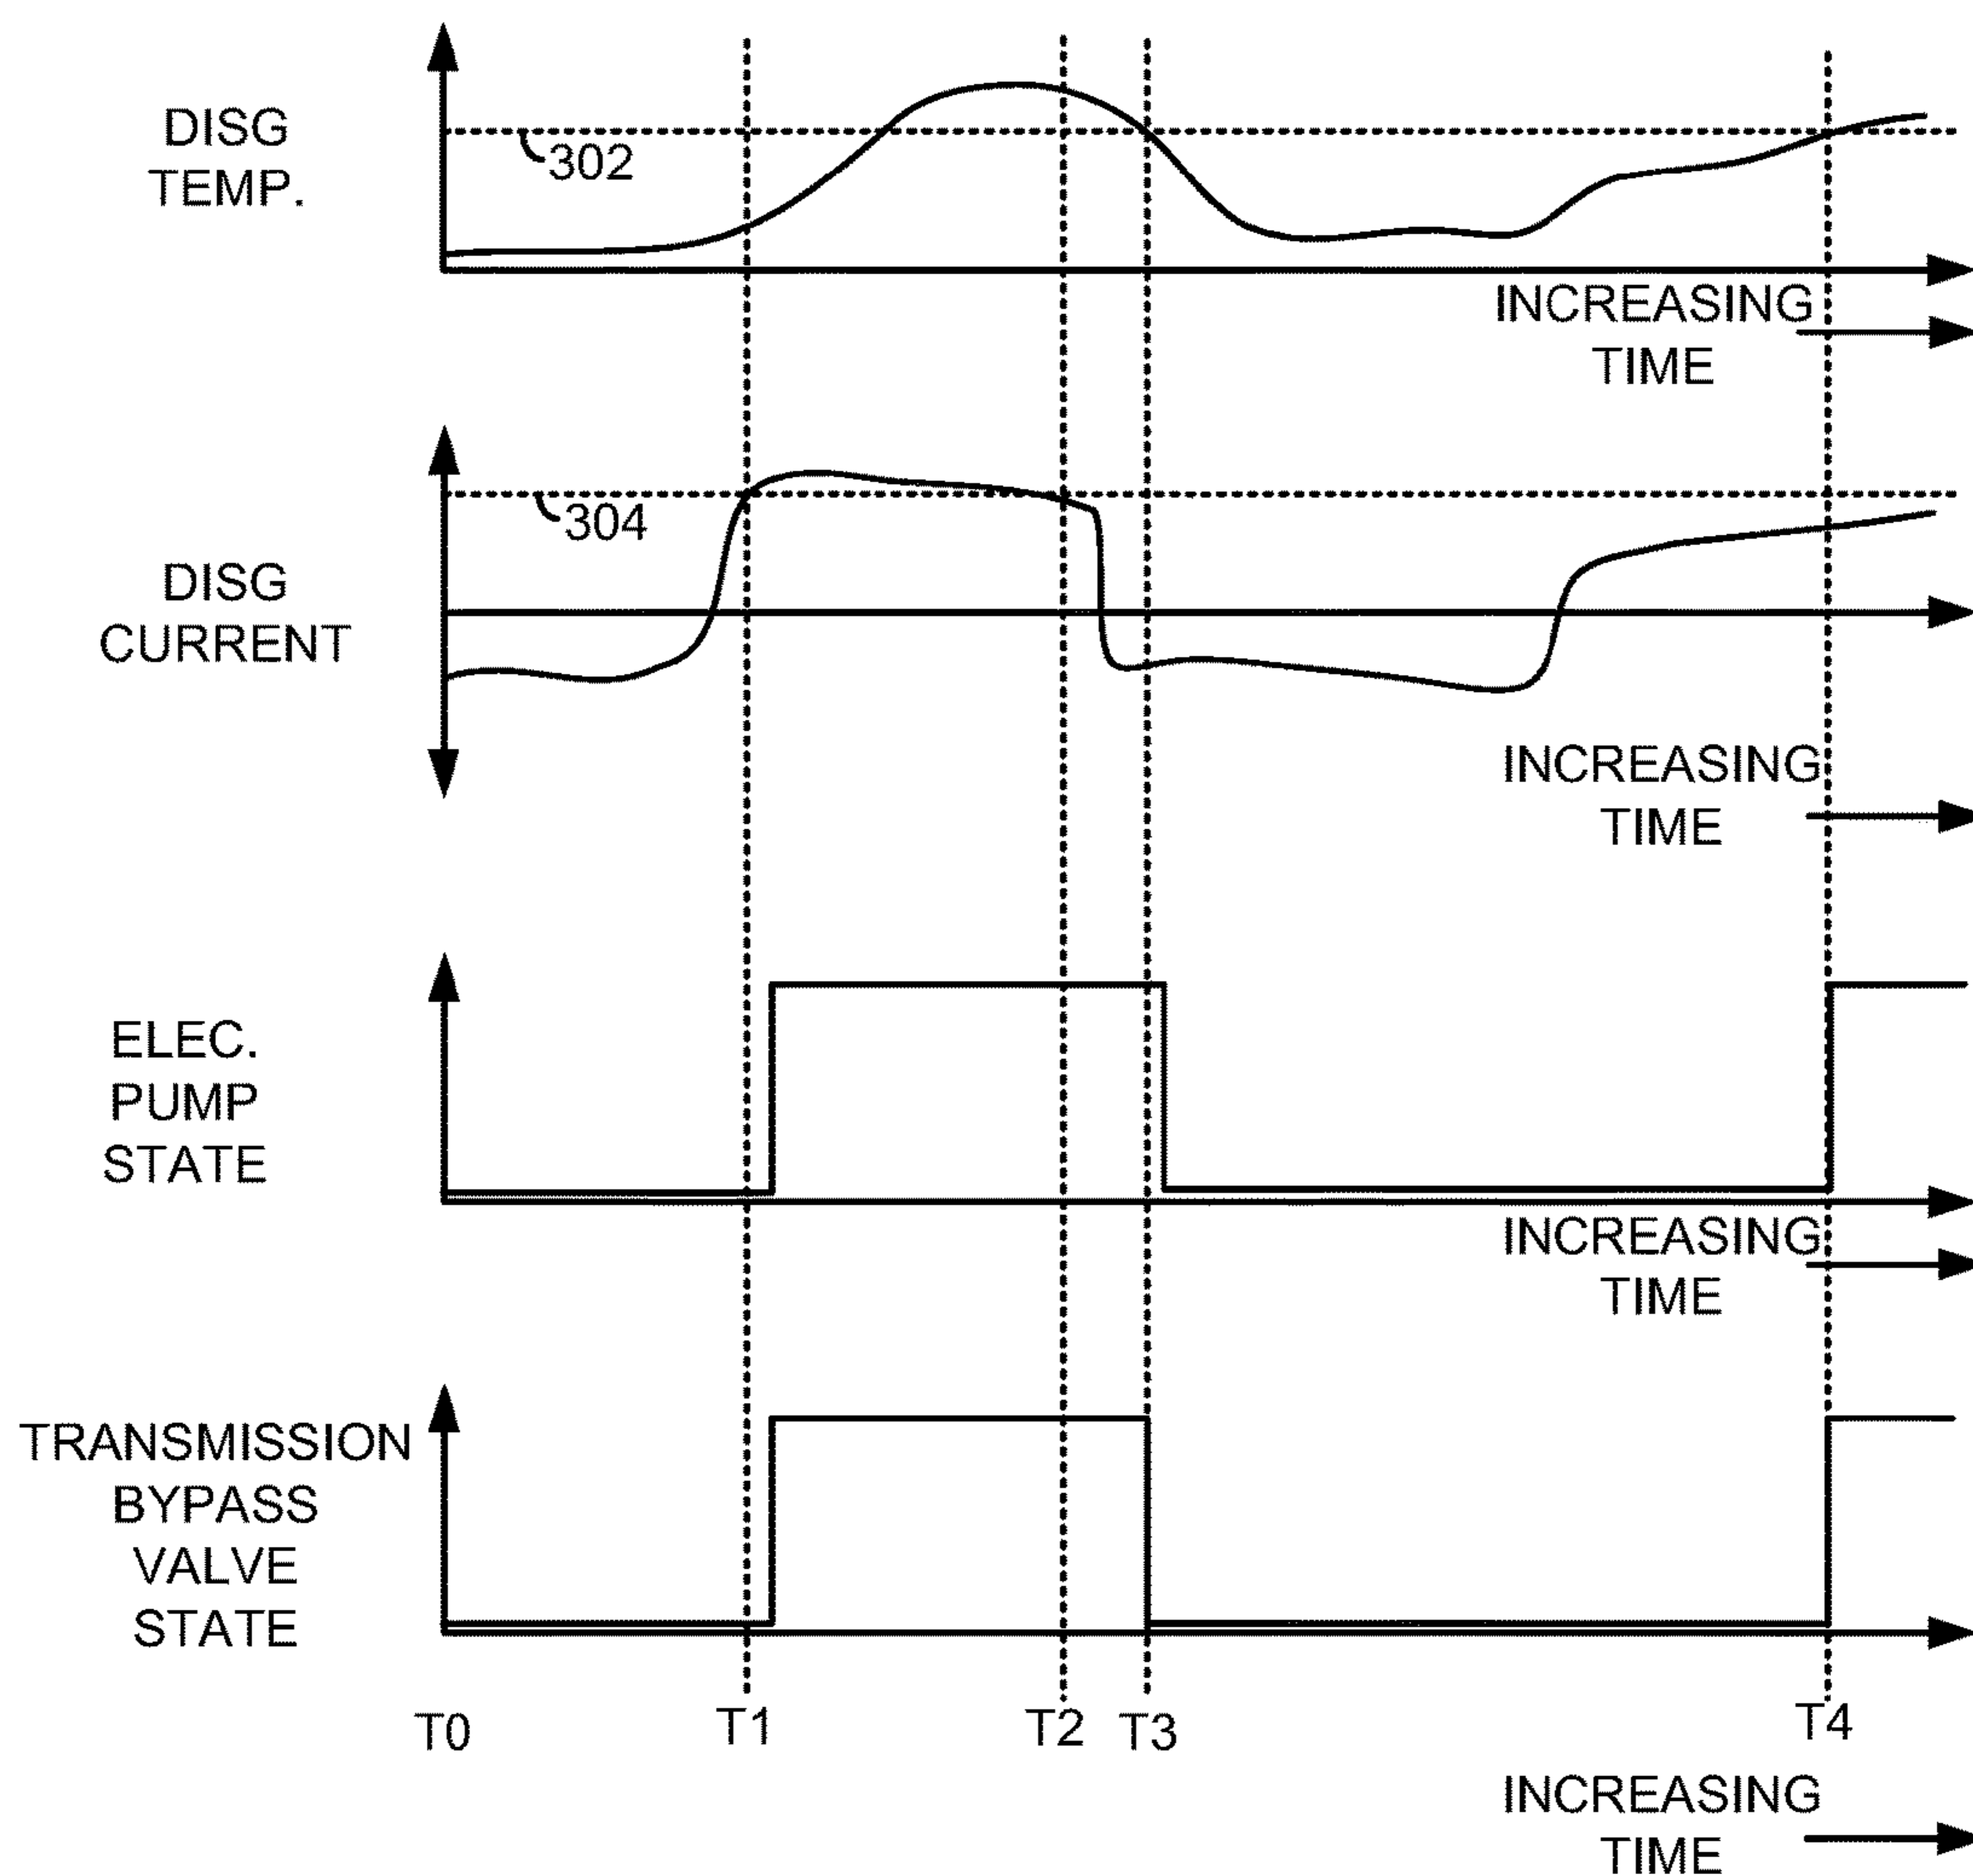 DISG
TEMP.
302
INCREASING
TIME
DISG
CURRENT
304
INCREASING
TIME
ELEC.
PUMP
STATE
INCREASING
TIME
TRANSMISSION
BYPASS
VALVE
STATE
T0 T1 T2 T3 T4
INCREASING
TIME